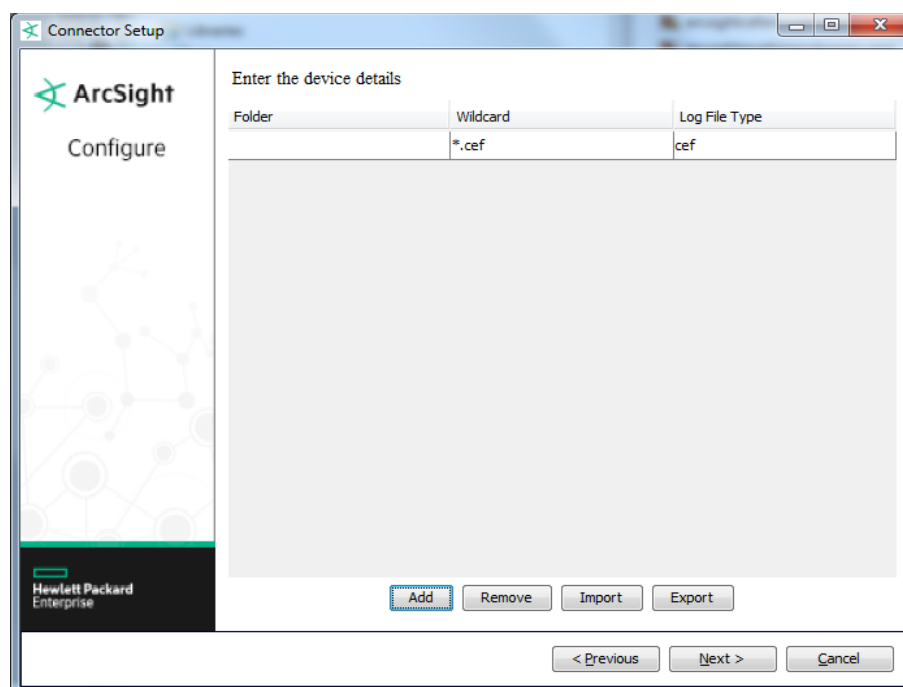 Connector Setup
ArcSight
Configure
Enter the device details
Folder Wildcard Log File Type
*.cef cef
Add Remove Import Export
Hewlett Packard
Enterprise
< Previous Next > Cancel